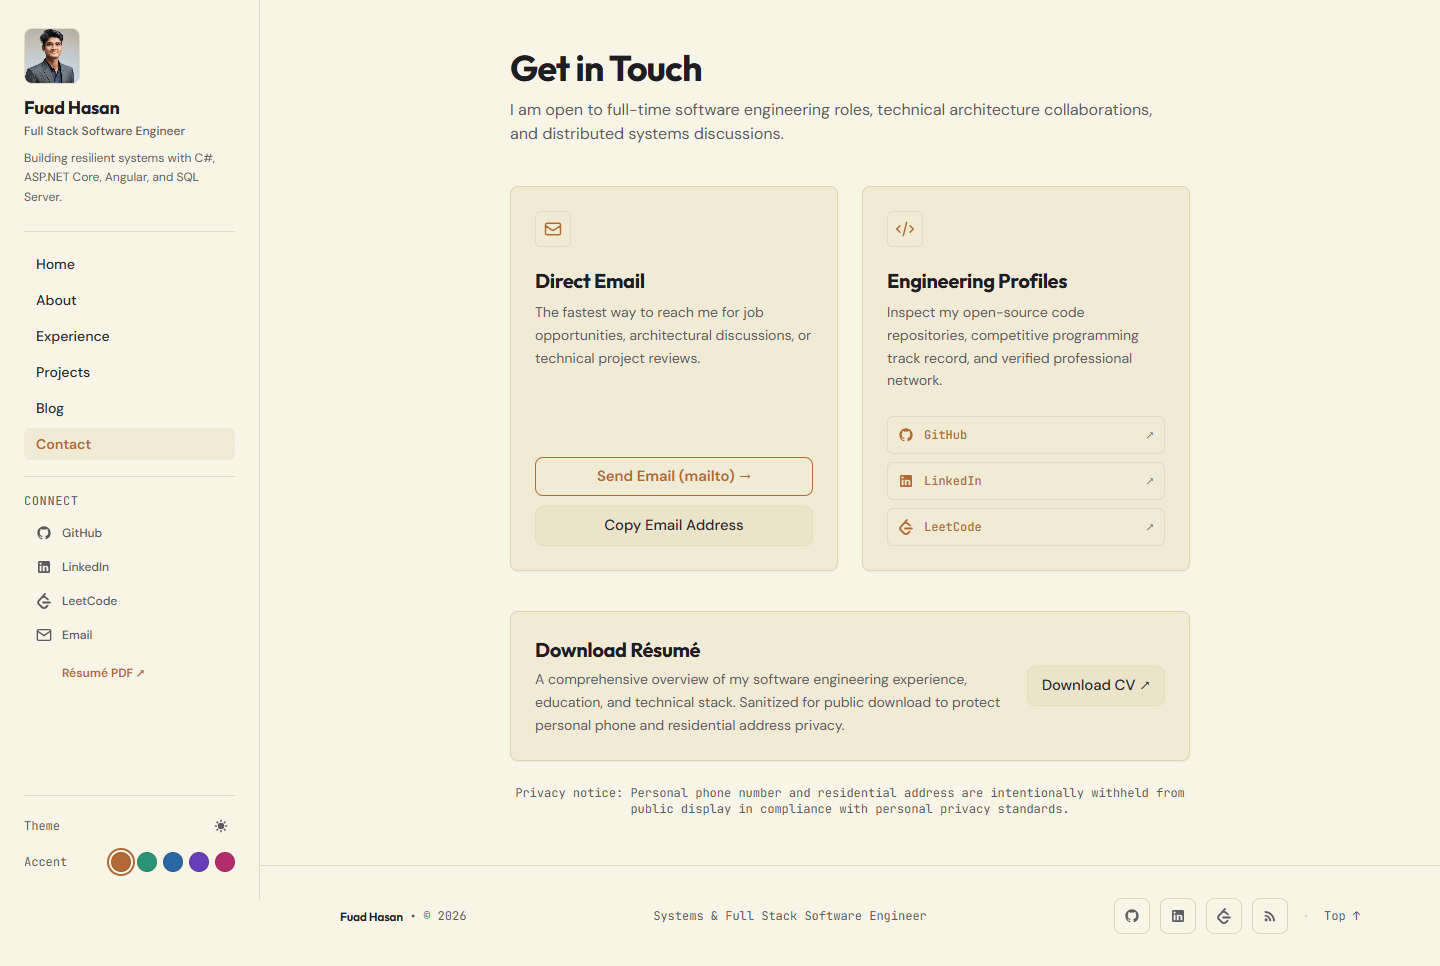 Fuad Hasan
Full Stack Software Engineer
Building resilient systems with C#,
ASP.NET Core, Angular, and SQL
Server.
Home
About
Experience
Projects
Blog
Contact
CONNECT
GitHub
LinkedIn
LeetCode
Email
Résumé PDF ↗
Theme
Accent
Get in Touch
I am open to full-time software engineering roles, technical architecture collaborations,
and distributed systems discussions.
Direct Email
The fastest way to reach me for job
opportunities, architectural discussions, or
technical project reviews.
Send Email (mailto) →
Copy Email Address
Engineering Profiles
Inspect my open-source code
repositories, competitive programming
track record, and verified professional
network.
GitHub ↗
LinkedIn ↗
LeetCode ↗
Download Résumé
A comprehensive overview of my software engineering experience,
education, and technical stack. Sanitized for public download to protect
personal phone and residential address privacy.
Download CV ↗
Privacy notice: Personal phone number and residential address are intentionally withheld from
public display in compliance with personal privacy standards.
Fuad Hasan • © 2026
Systems & Full Stack Software Engineer
Top ↑